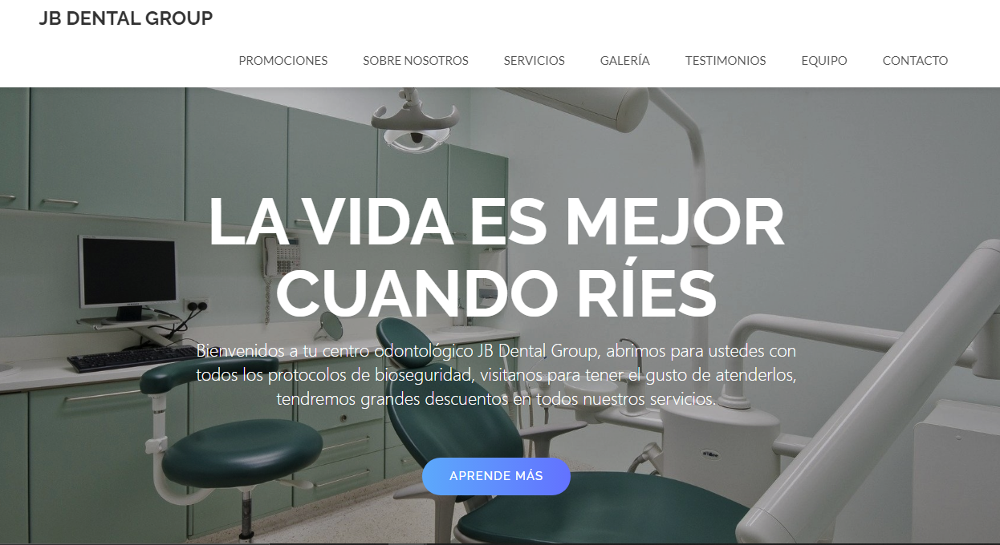 JB DENTAL GROUP
PROMOCIONES SOBRE NOSOTROS SERVICIOS GALERÍA TESTIMONIOS EQUIPO CONTACTO
LA VIDA ES MEJOR
CUANDO RÍES
Bienvenidos a tu centro odontológico JB Dental Group, abrimos para ustedes con
todos los protocolos de bioseguridad, visitanos para tener el gusto de atenderlos,
tendremos grandes descuentos en todos nuestros servicios.
APRENDE MÁS